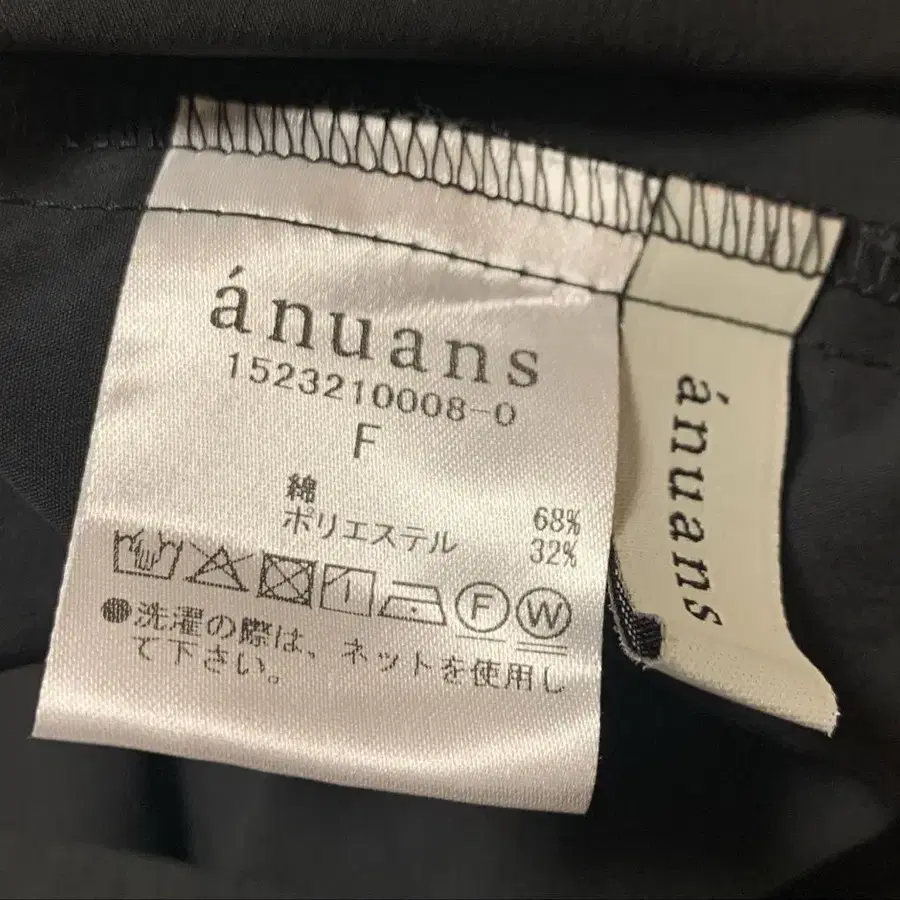 ánuans
1523210008-0
F
綿 68%
ポリエステル 32%
F W
●洗濯の際は、ネットを使用し
て下さい。
ánuans